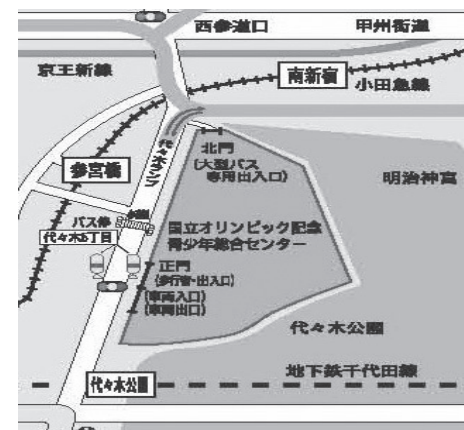 西参道口
甲州街道
京王新線
南新宿
小田急線
代々木ランプ
北門
(大型バス
専用出入口)
参宮橋
明治神宮
バス停
代々木5丁目
国立オリンピック記念
青少年総合センター
正門
(歩行者・出入口)
(車両入口)
(車両出口)
代々木公園
地下鉄千代田線
代々木公園